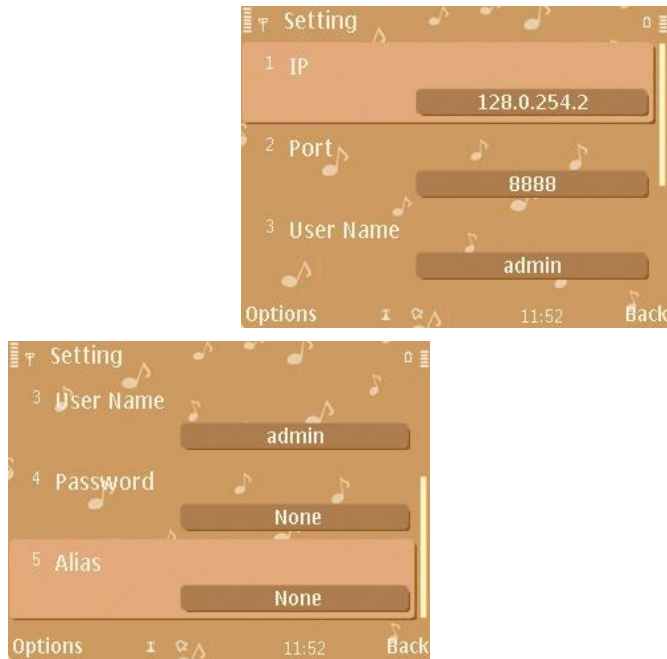 Setting
1 IP
128.0.254.2
2 Port
8888
3 User Name
admin
Options 11:52 Back
Setting
3 User Name
admin
4 Password
None
5 Alias
None
Options 11:52 Back